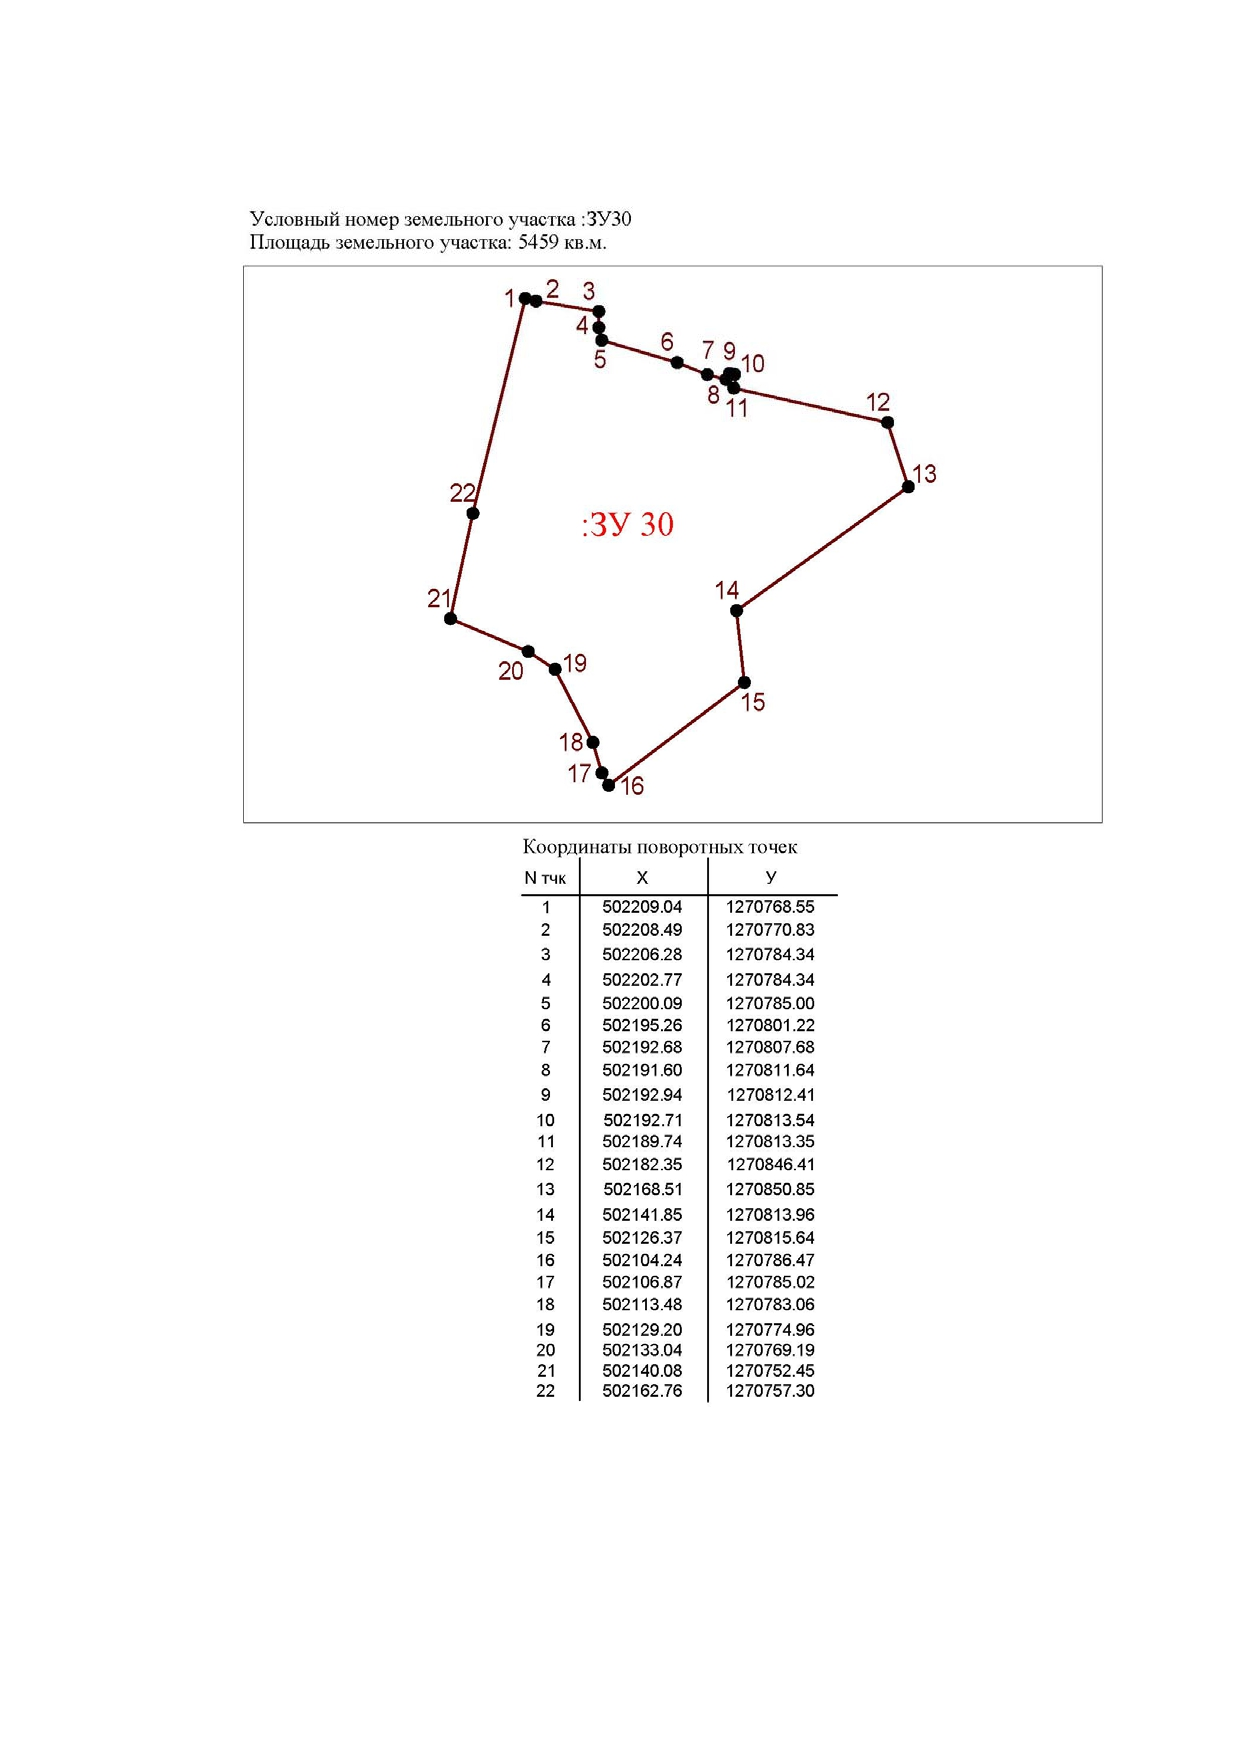 Условный номер земельного участка :ЗУ30
Площадь земельного участка: 5459 кв.м.
1
2
3
4
5
6
7
8
9
10
11
12
13
14
15
16
17
18
19
20
21
22
:ЗУ 30
Координаты поворотных точек
N тчк X У
1 502209.04 1270768.55
2 502208.49 1270770.83
3 502206.28 1270784.34
4 502202.77 1270784.34
5 502200.09 1270785.00
6 502195.26 1270801.22
7 502192.68 1270807.68
8 502191.60 1270811.64
9 502192.94 1270812.41
10 502192.71 1270813.54
11 502189.74 1270813.35
12 502182.35 1270846.41
13 502168.51 1270850.85
14 502141.85 1270813.96
15 502126.37 1270815.64
16 502104.24 1270786.47
17 502106.87 1270785.02
18 502113.48 1270783.06
19 502129.20 1270774.96
20 502133.04 1270769.19
21 502140.08 1270752.45
22 502162.76 1270757.30